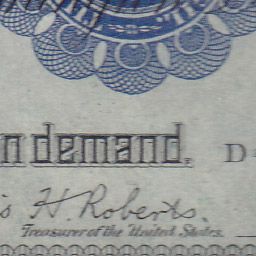 n demand. D
s H. Roberts.
Treasurer of the United States.